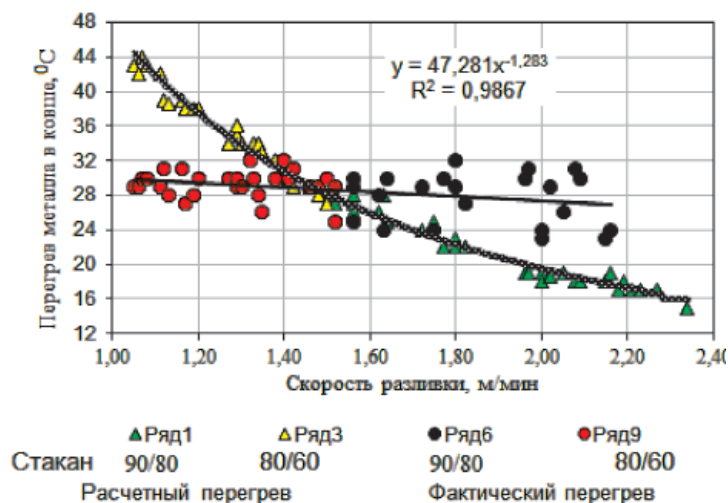 Перегрев металла в ковше, ⁰C
48
44
40
36
32
28
24
20
16
12
y = 47,281x⁻¹,²⁸³
R² = 0,9867
1,00 1,20 1,40 1,60 1,80 2,00 2,20 2,40
Скорость разливки, м/мин
Ряд1 Ряд3 Ряд6 Ряд9
Стакан 90/80 80/60 90/80 80/60
Расчетный перегрев Фактический перегрев